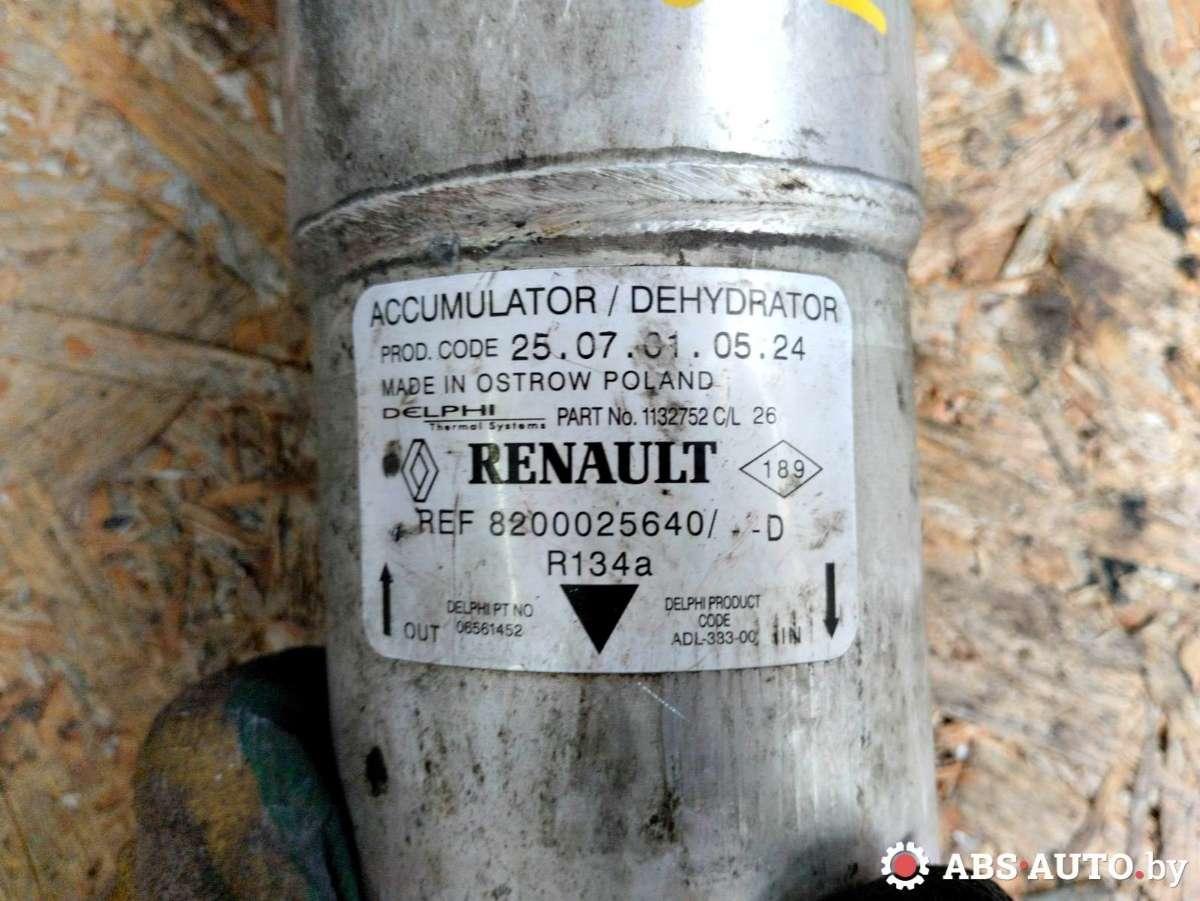 ACCUMULATOR / DEHYDRATOR
PROD. CODE 25.07.01.05.24
MADE IN OSTROW POLAND
DELPHI Thermal Systems PART No. 1132752 C/L 26
RENAULT 189
REF 8200025640/ --D
R134a
OUT
DELPHI PT NO
06561452
DELPHI PRODUCT
CODE
ADL-333-00
IN
ABS-AUTO.by